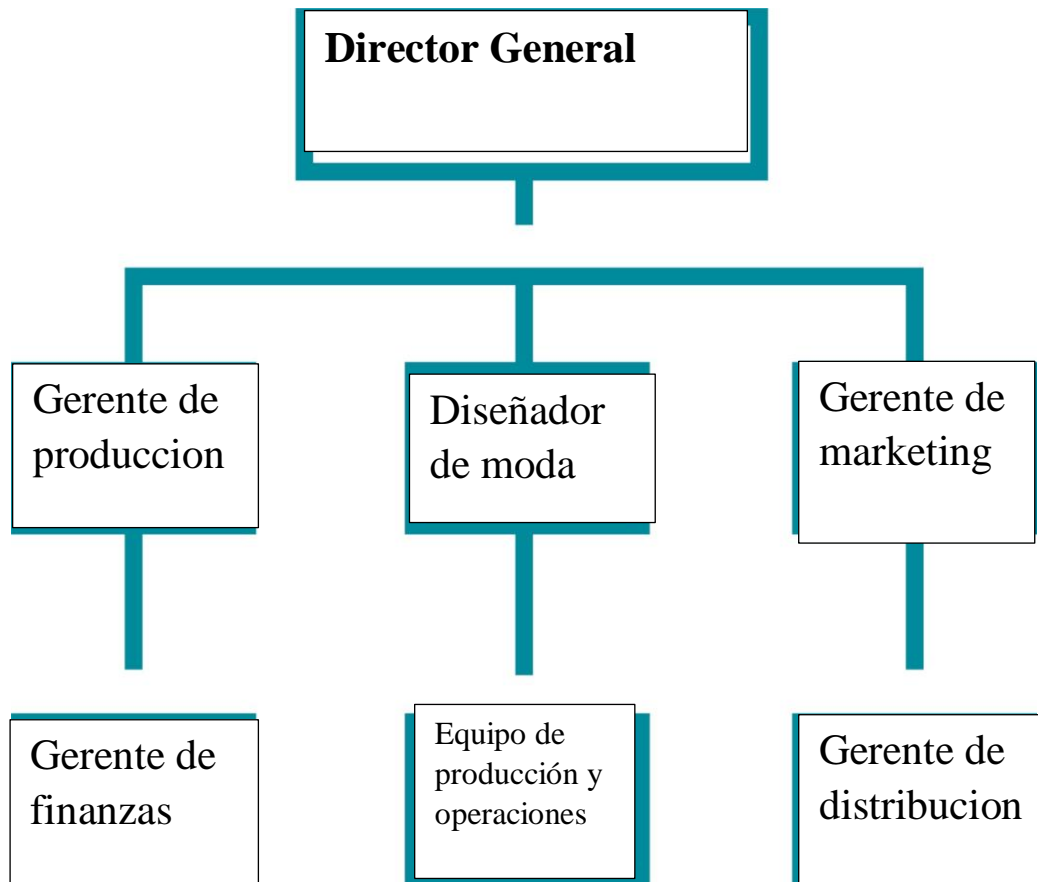 Director General
Gerente de
produccion
Diseñador
de moda
Gerente de
marketing
Gerente de
finanzas
Equipo de
producción y
operaciones
Gerente de
distribucion